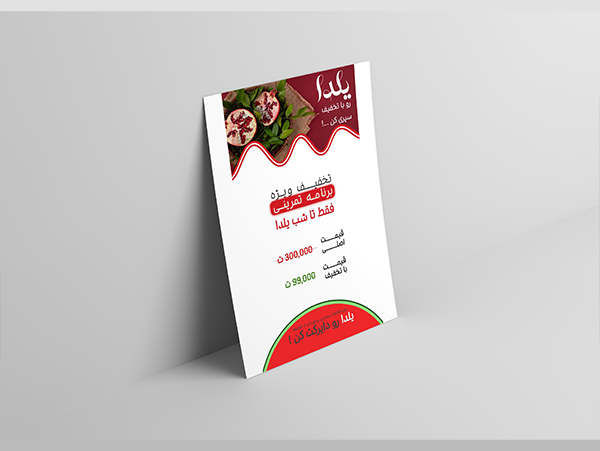 یلدا
رو با تخفیف
سپری کن ...!
تخفیف ویژه
برنامه تمرینی
فقط تا شب یلدا
قیمت
اصلی
300,000 ت
قیمت
با تخفیف
99,000 ت
یلدا رو دایرکت کن !